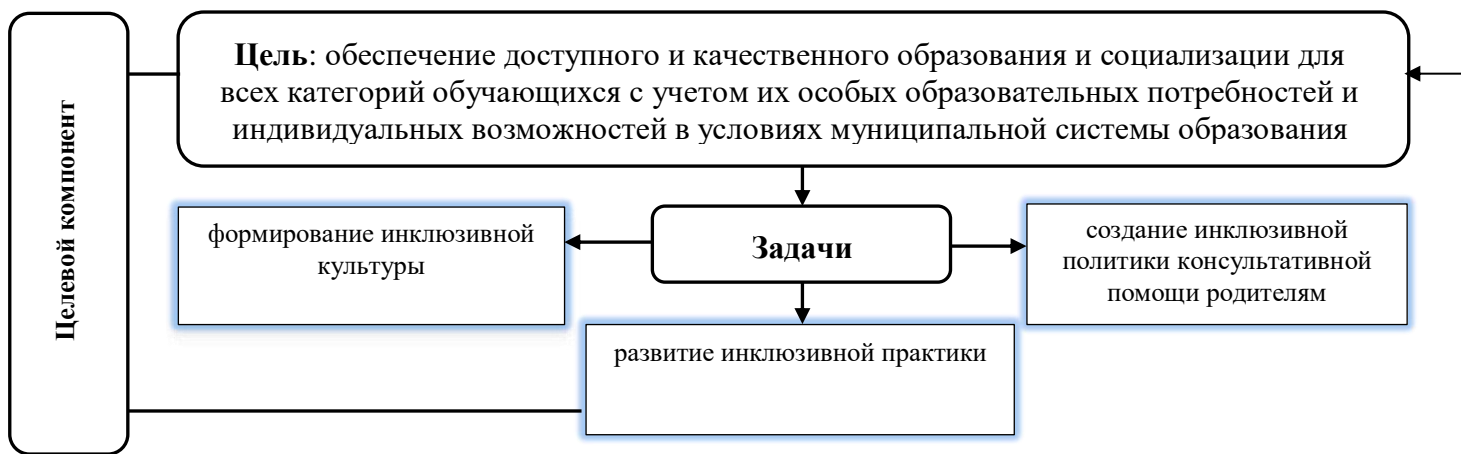 Целевой компонент
Цель: обеспечение доступного и качественного образования и социализации для
всех категорий обучающихся с учетом их особых образовательных потребностей и
индивидуальных возможностей в условиях муниципальной системы образования
формирование инклюзивной
культуры
Задачи
создание инклюзивной
политики консультативной
помощи родителям
развитие инклюзивной практики